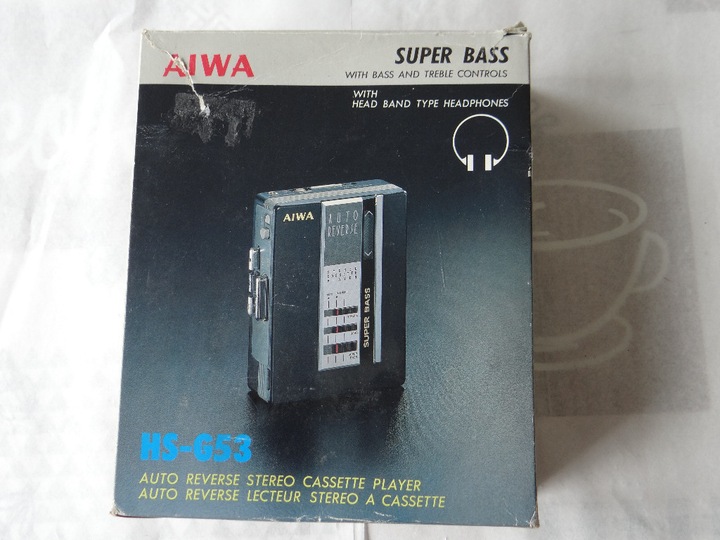 AIWA
SUPER BASS
WITH BASS AND TREBLE CONTROLS
WITH
HEAD BAND TYPE HEADPHONES
AIWA
AUTO
REVERSE
SUPER BASS
HS-G53
AUTO REVERSE STEREO CASSETTE PLAYER
AUTO REVERSE LECTEUR STEREO A CASSETTE